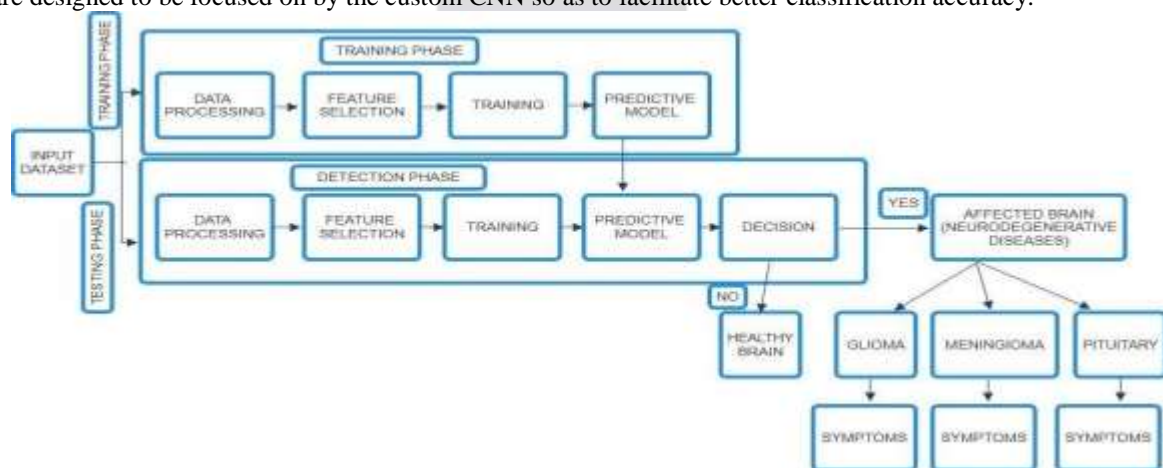 are designed to be focused on by the custom CNN so as to facilitate better classification accuracy.
TRAINING PHASE
TRAINING PHASE
DATA
PROCESSING
FEATURE
SELECTION
TRAINING
PREDICTIVE
MODEL
INPUT
DATASET
DETECTION PHASE
TESTING PHASE
DATA
PROCESSING
FEATURE
SELECTION
TRAINING
PREDICTIVE
MODEL
DECISION
YES
AFFECTED BRAIN
(NEURODEGENERATIVE
DISEASES)
NO
HEALTHY
BRAIN
GLIOMA
MENINGIOMA
PITUITARY
SYMPTOMS
SYMPTOMS
SYMPTOMS